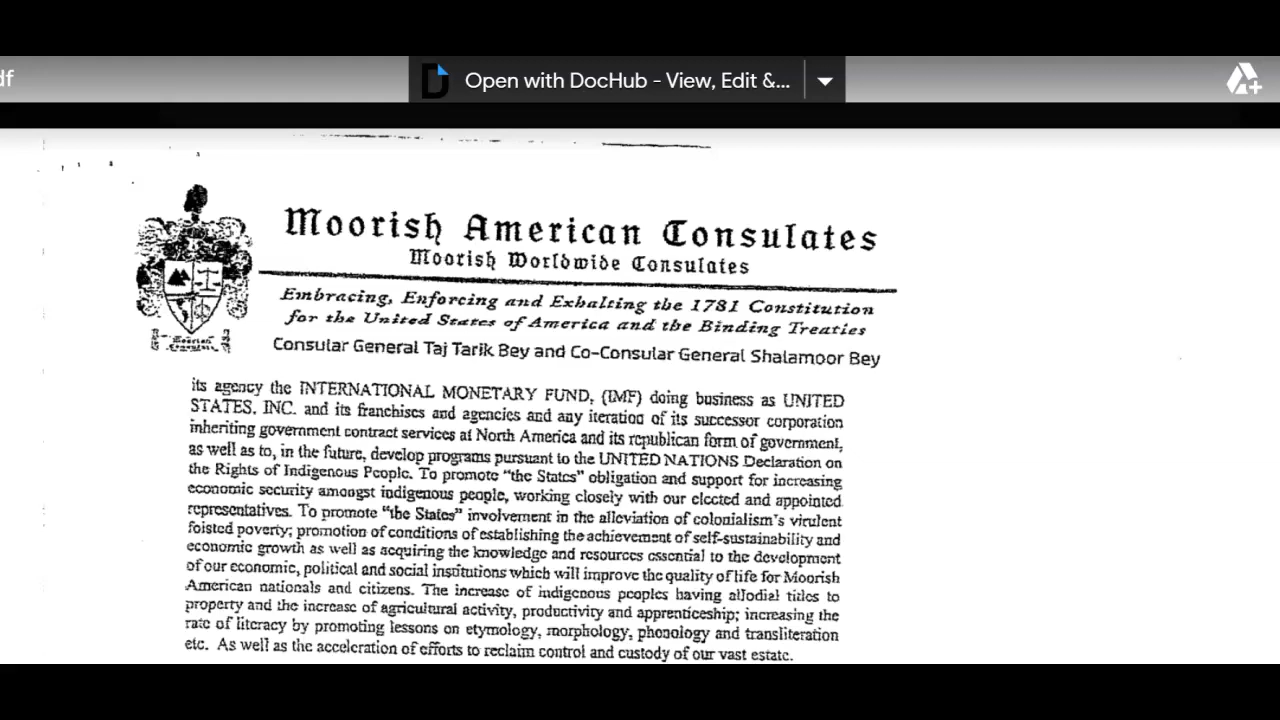 df
Open with DocHub - View, Edit &...
Moorish American Consulates
Moorish Worldwide Consulates
Embracing, Enforcing and Exhalting the 1781 Constitution
for the United States of America and the Binding Treaties
Consular General Taj Tarik Bey and Co-Consular General Shalamoor Bey
its agency the INTERNATIONAL MONETARY FUND, (IMF) doing business as UNITED
STATES, INC. and its franchises and agencies and any iteration of its successor corporation
inheriting government contract services at North America and its republican form of government,
as well as to, in the future, develop programs pursuant to the UNITED NATIONS Declaration on
the Rights of Indigenous People. To promote "the States" obligation and support for increasing
economic security amongst indigenous people, working closely with our elected and appointed
representatives. To promote "the States" involvement in the alleviation of colonialism's virulent
foisted poverty; promotion of conditions of establishing the achievement of self-sustainability and
economic growth as well as acquiring the knowledge and resources essential to the development
of our economic, political and social institutions which will improve the quality of life for Moorish
American nationals and citizens. The increase of indigenous peoples having allodial titles to
property and the increase of agricultural activity, productivity and apprenticeship; increasing the
rate of literacy by promoting lessons on etymology, morphology, phonology and transliteration
etc. As well as the acceleration of efforts to reclaim control and custody of our vast estate.